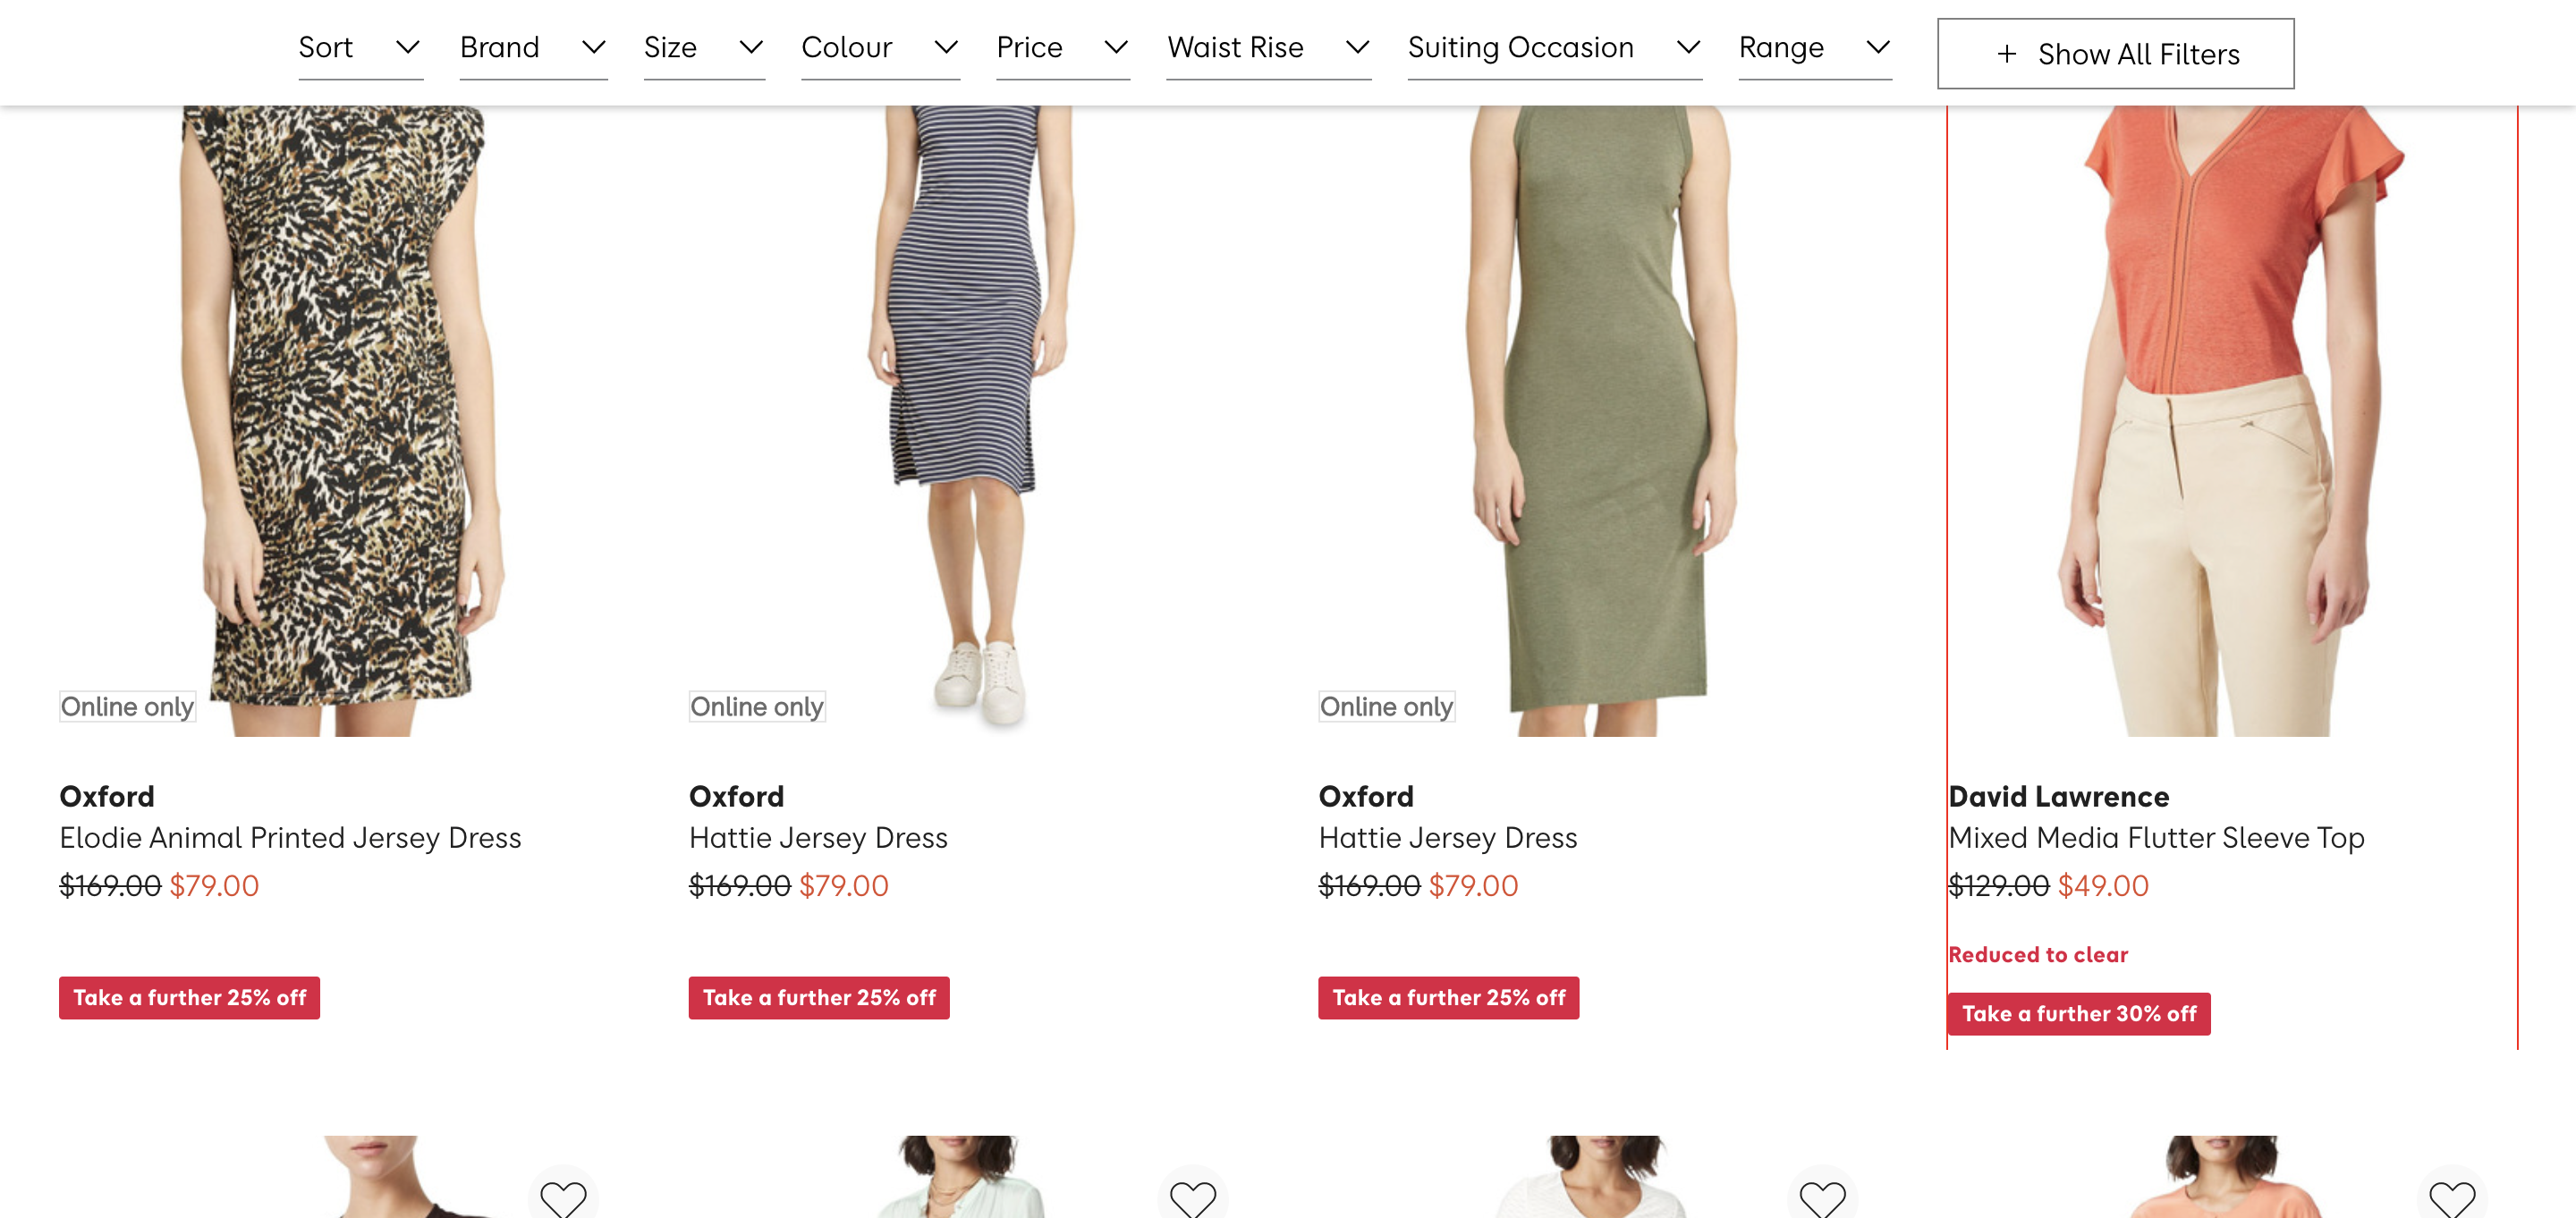 Sort
Brand
Size
Colour
Price
Waist Rise
Suiting Occasion
Range
+ Show All Filters
Online only
Online only
Online only
Oxford
Elodie Animal Printed Jersey Dress
$169.00 $79.00
Take a further 25% off
Oxford
Hattie Jersey Dress
$169.00 $79.00
Take a further 25% off
Oxford
Hattie Jersey Dress
$169.00 $79.00
Take a further 25% off
David Lawrence
Mixed Media Flutter Sleeve Top
$129.00 $49.00
Reduced to clear
Take a further 30% off